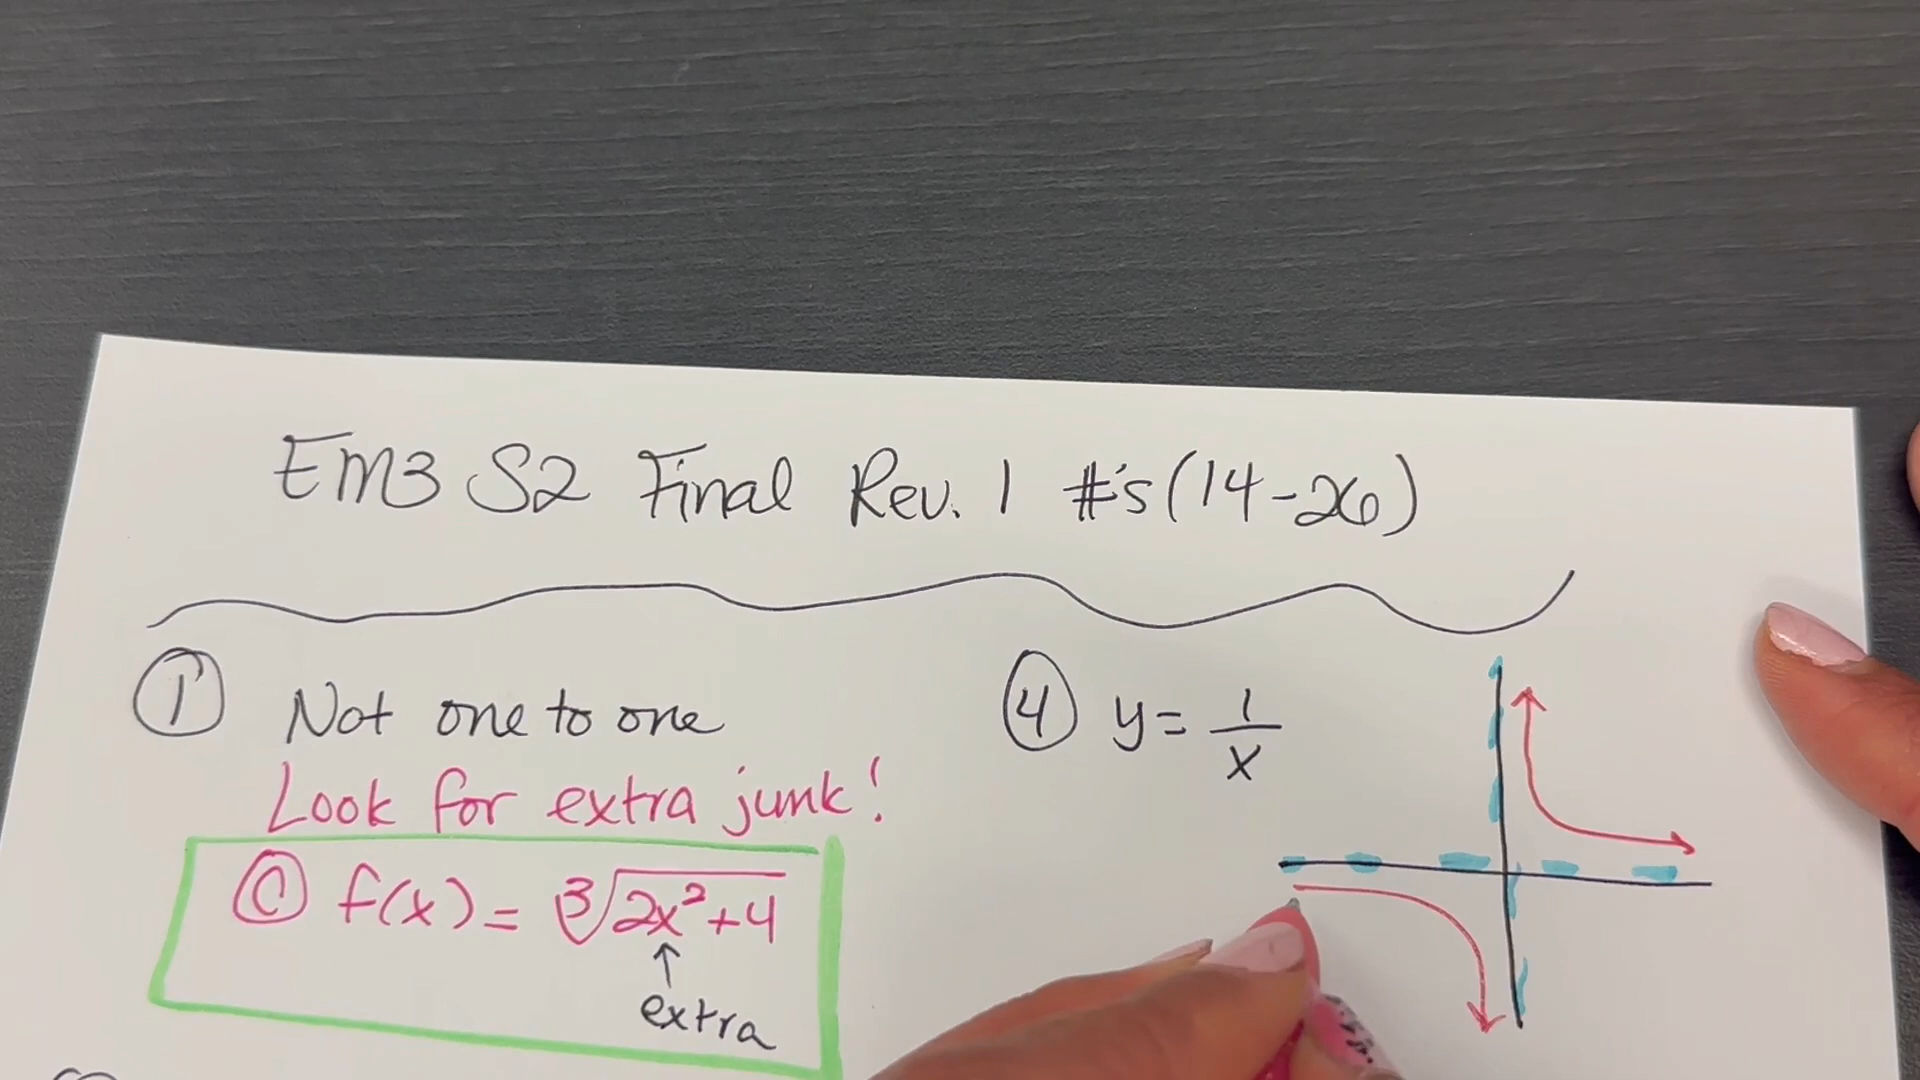 EM3 S2 Final Rev. 1 #'s (14-26)
① Not one to one
Look for extra junk!
Ⓒ f(x) = ∛(2x²+4)
↑
extra
④ y = 1/x